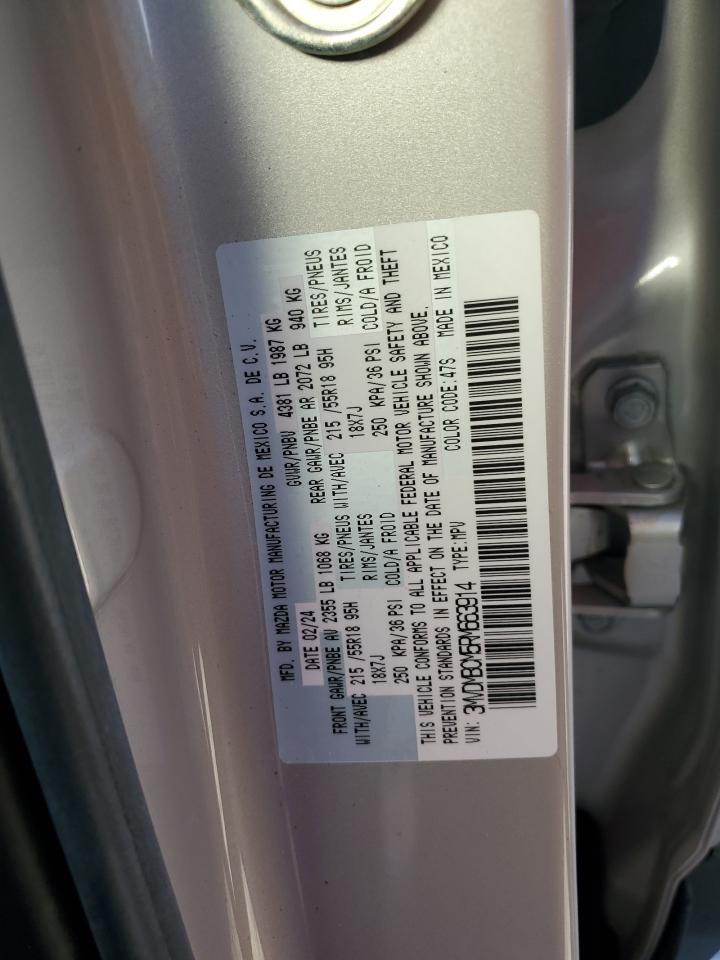 MFD. BY MAZDA MOTOR MANUFACTURING DE MEXICO S.A. DE C.V.
DATE 02/24 GVWR/PNBV 4381 LB 1987 KG
FRONT GAWR/PNBE AV 2355 LB 1068 KG REAR GAWR/PNBE AR 2072 LB 940 KG
WITH/AVEC 215 /55R18 95H TIRES/PNEUS WITH/AVEC 215 /55R18 95H TIRES/PNEUS
18X7J RIMS/JANTES 18X7J RIMS/JANTES
250 KPA/36 PSI COLD/A FROID 250 KPA/36 PSI COLD/A FROID
THIS VEHICLE CONFORMS TO ALL APPLICABLE FEDERAL MOTOR VEHICLE SAFETY AND THEFT
PREVENTION STANDARDS IN EFFECT ON THE DATE OF MANUFACTURE SHOWN ABOVE.
VIN: 3MVDMBCM5RM663914 TYPE:MPV COLOR CODE:47S MADE IN MEXICO